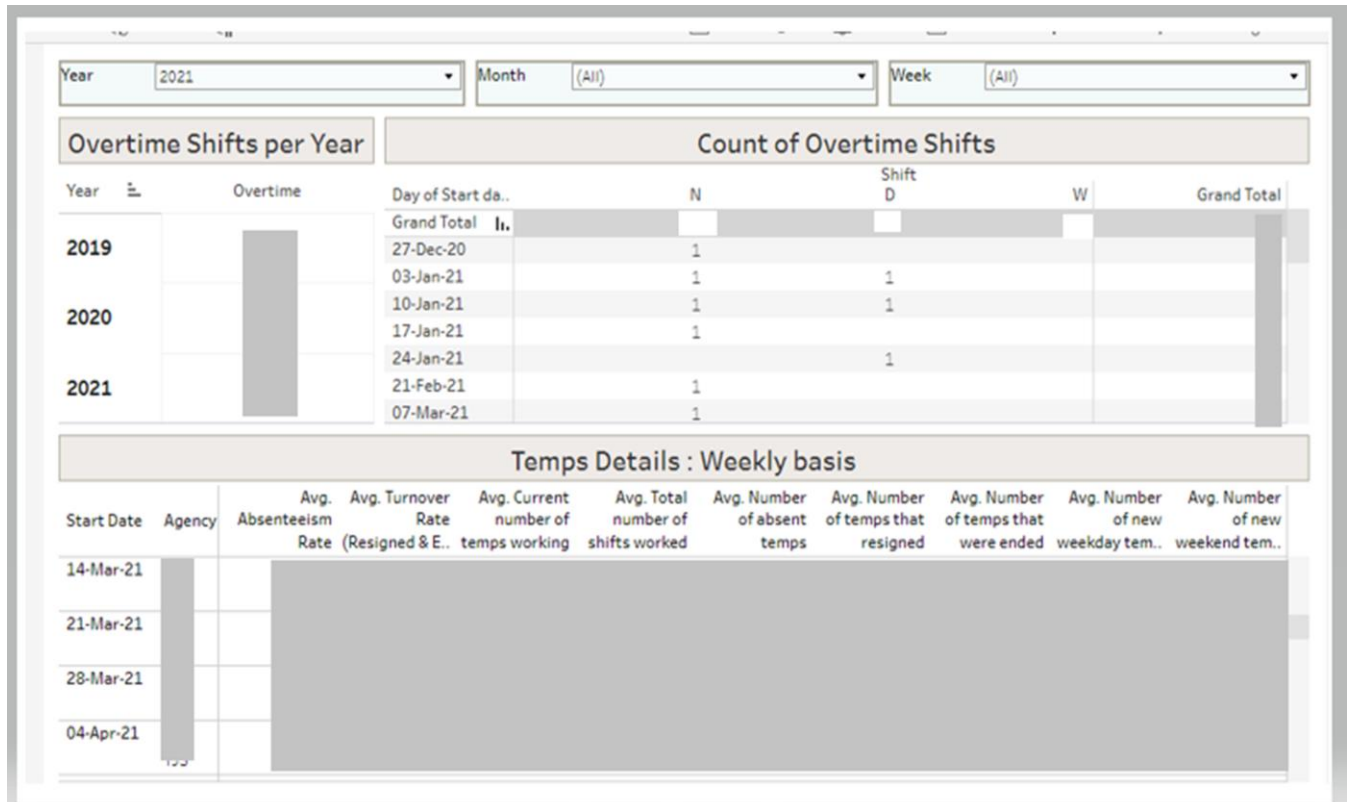 Year 2021 Month (All) Week (All)
Overtime Shifts per Year
Count of Overtime Shifts
Year Overtime
2019
2020
2021
Shift
Day of Start da.. N D W Grand Total
Grand Total
27-Dec-20 1
03-Jan-21 1 1
10-Jan-21 1 1
17-Jan-21 1
24-Jan-21 1
21-Feb-21 1
07-Mar-21 1
Temps Details : Weekly basis
Avg. Avg. Turnover Avg. Current Avg. Total Avg. Number Avg. Number Avg. Number Avg. Number Avg. Number
Start Date Agency Absenteeism Rate number of number of of absent of temps that of temps that of new of new
Rate (Resigned & E.. temps working shifts worked temps resigned were ended weekday tem.. weekend tem..
14-Mar-21
21-Mar-21
28-Mar-21
04-Apr-21